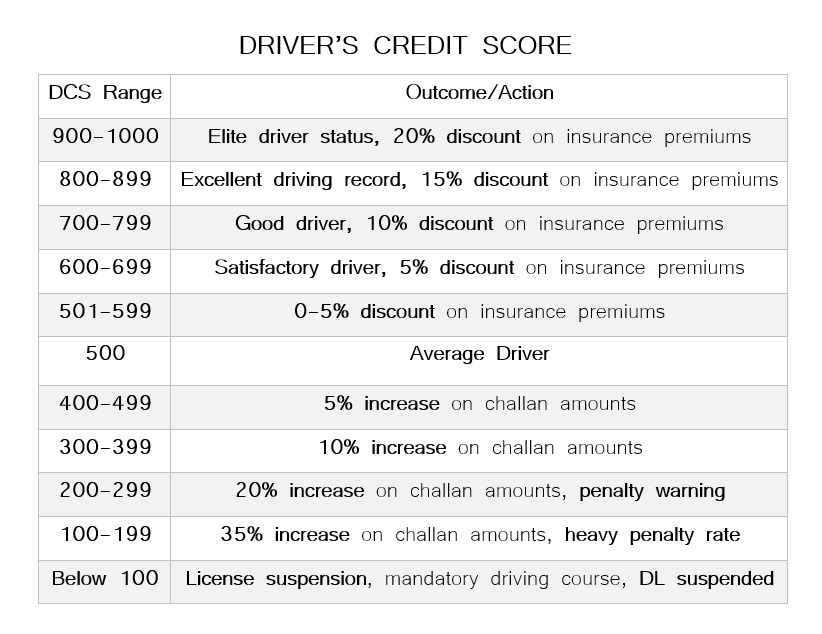 DRIVER'S CREDIT SCORE
DCS Range Outcome/Action
900-1000 Elite driver status, 20% discount on insurance premiums
800-899 Excellent driving record, 15% discount on insurance premiums
700-799 Good driver, 10% discount on insurance premiums
600-699 Satisfactory driver, 5% discount on insurance premiums
501-599 0-5% discount on insurance premiums
500 Average Driver
400-499 5% increase on challan amounts
300-399 10% increase on challan amounts
200-299 20% increase on challan amounts, penalty warning
100-199 35% increase on challan amounts, heavy penalty rate
Below 100 License suspension, mandatory driving course, DL suspended